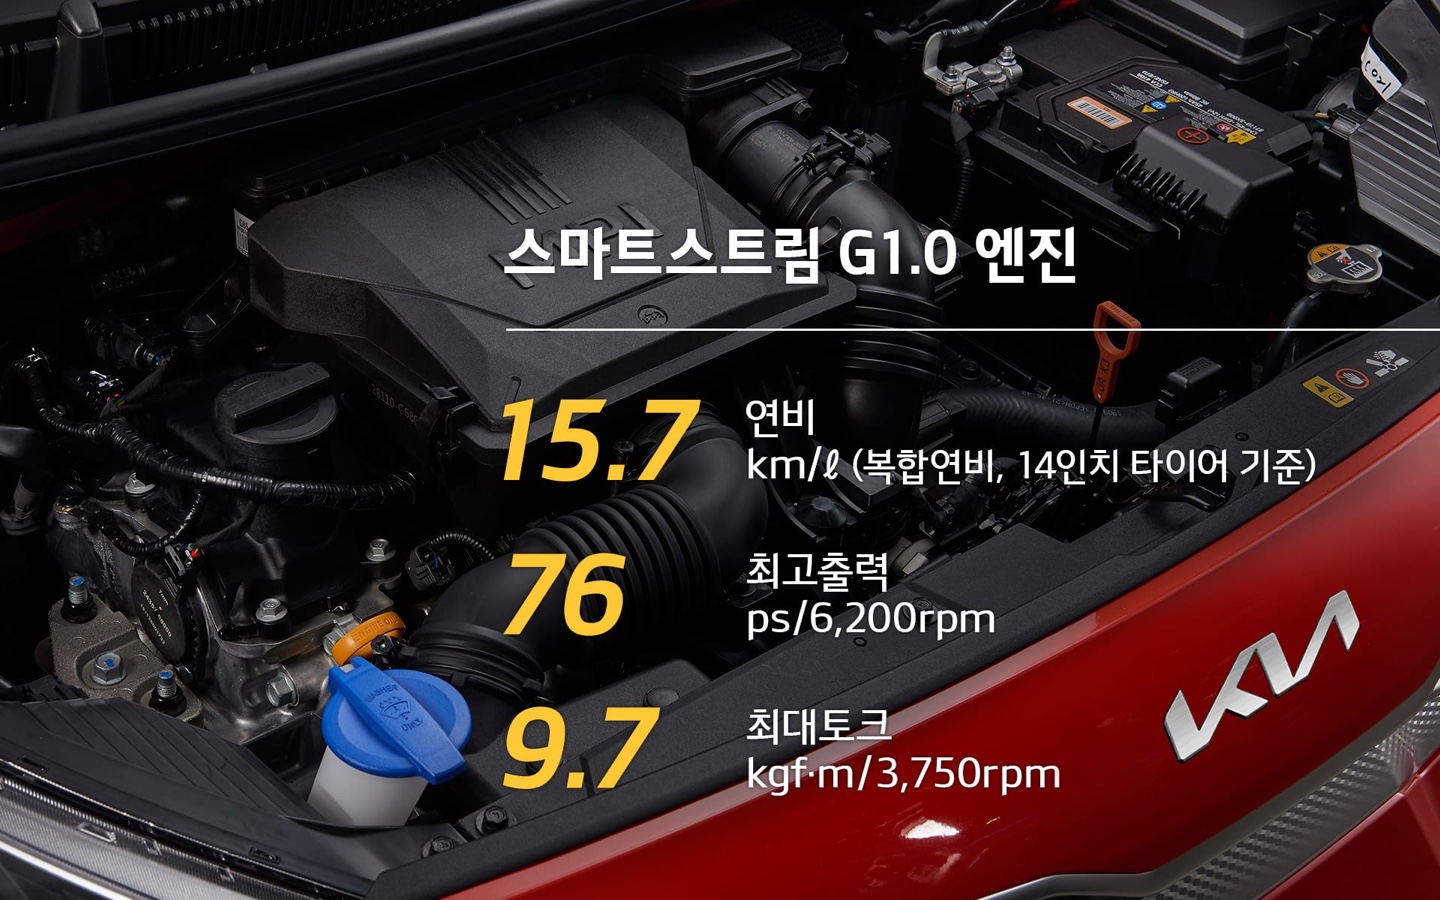 스마트스트림 G1.0 엔진
15.7
연비
km/ℓ (복합연비, 14인치 타이어 기준)
76
최고출력
ps/6,200rpm
9.7
최대토크
kgf·m/3,750rpm
KIA